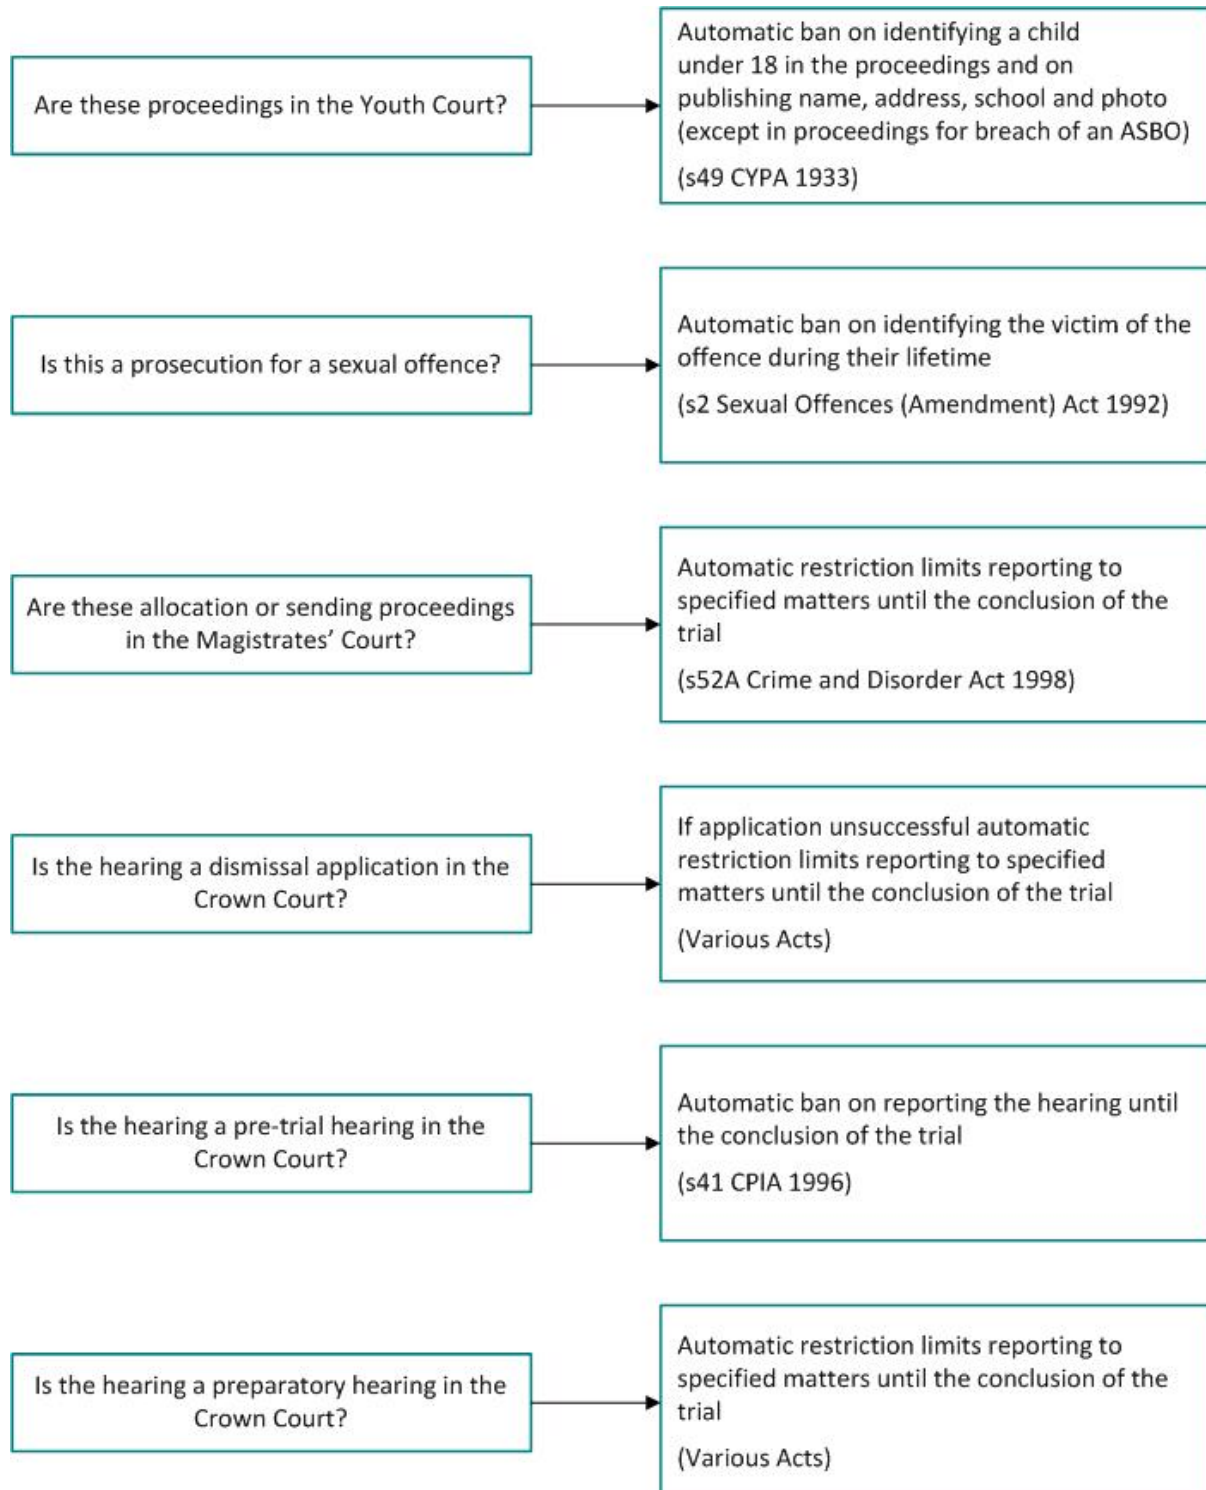 Are these proceedings in the Youth Court?
Automatic ban on identifying a child
under 18 in the proceedings and on
publishing name, address, school and photo
(except in proceedings for breach of an ASBO)
(s49 CYPA 1933)
Is this a prosecution for a sexual offence?
Automatic ban on identifying the victim of the
offence during their lifetime
(s2 Sexual Offences (Amendment) Act 1992)
Are these allocation or sending proceedings
in the Magistrates’ Court?
Automatic restriction limits reporting to
specified matters until the conclusion of the
trial
(s52A Crime and Disorder Act 1998)
Is the hearing a dismissal application in the
Crown Court?
If application unsuccessful automatic
restriction limits reporting to specified
matters until the conclusion of the trial
(Various Acts)
Is the hearing a pre-trial hearing in the
Crown Court?
Automatic ban on reporting the hearing until
the conclusion of the trial
(s41 CPIA 1996)
Is the hearing a preparatory hearing in the
Crown Court?
Automatic restriction limits reporting to
specified matters until the conclusion of the
trial
(Various Acts)